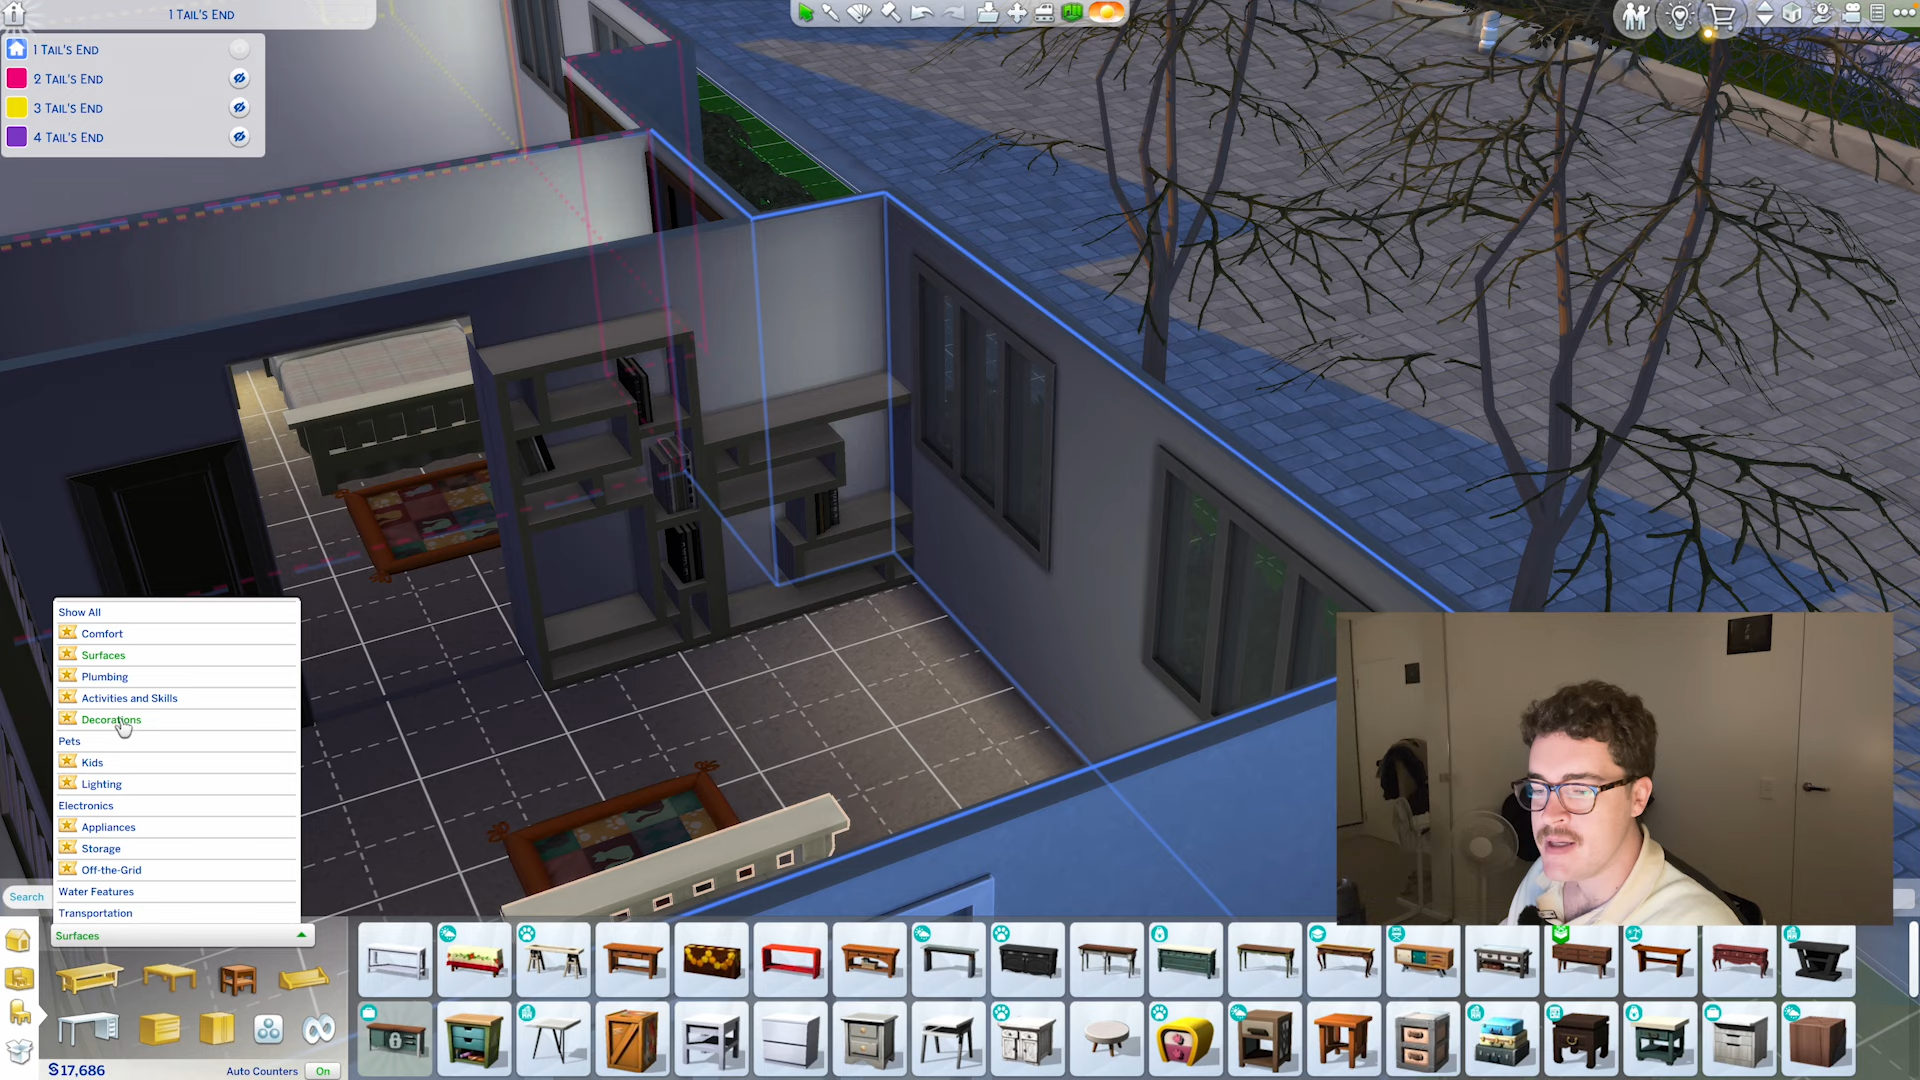 1 TAIL'S END
1 TAIL'S END
2 TAIL'S END
3 TAIL'S END
4 TAIL'S END
Show All
Comfort
Surfaces
Plumbing
Activities and Skills
Decorations
Pets
Kids
Lighting
Electronics
Appliances
Storage
Off-the-Grid
Water Features
Transportation
Search
Surfaces
§17,686
Auto Counters
On